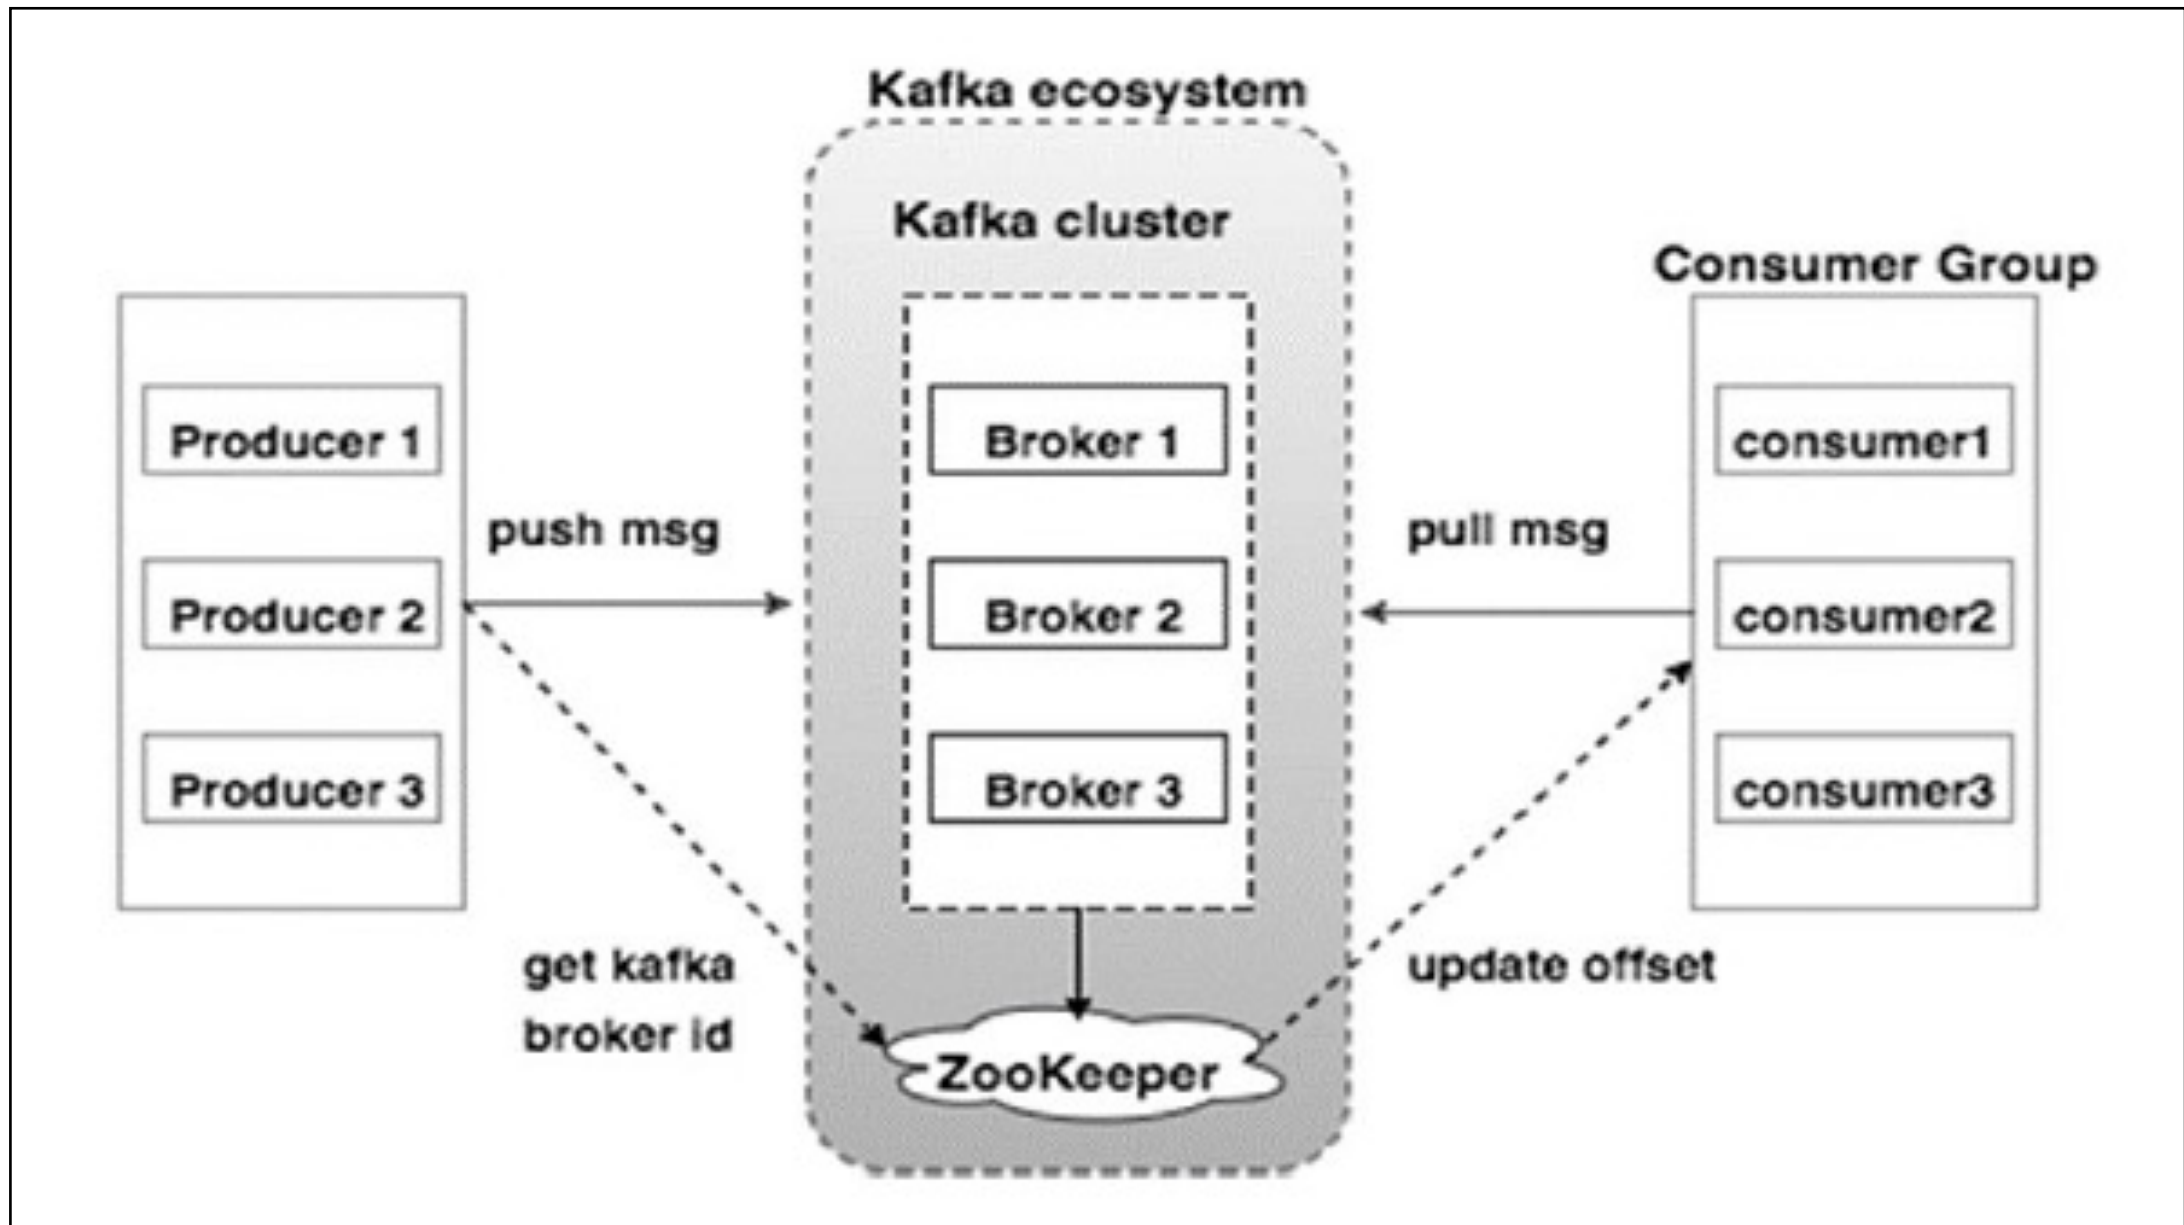 Kafka ecosystem
Kafka cluster
Consumer Group
Producer 1
Producer 2
Producer 3
push msg
Broker 1
Broker 2
Broker 3
pull msg
consumer1
consumer2
consumer3
get kafka
broker id
update offset
ZooKeeper